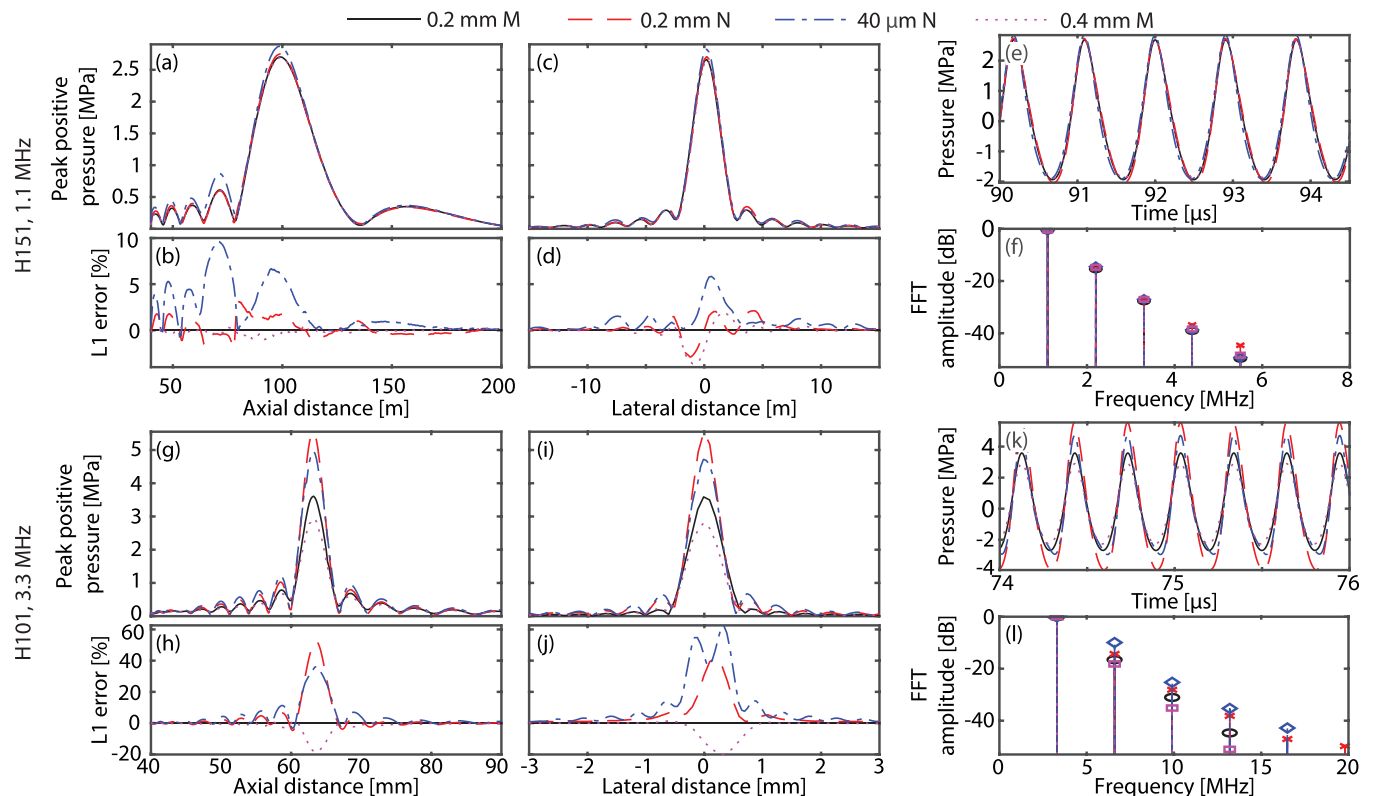 0.2 mm M 0.2 mm N 40 μm N 0.4 mm M
H151, 1.1 MHz
Peak positive
pressure [MPa]
(a)
2.5
2
1.5
1
0.5
(c)
Pressure [MPa]
(e)
2
1
0
-1
-2
90 91 92 93 94
Time [µs]
L1 error [%]
(b)
10
5
0
50 100 150 200
Axial distance [m]
(d)
-10 0 10
Lateral distance [m]
FFT
amplitude [dB]
(f)
0
-20
-40
0 2 4 6 8
Frequency [MHz]
H101, 3.3 MHz
Peak positive
pressure [MPa]
(g)
5
4
3
2
1
0
(i)
Pressure [MPa]
(k)
4
2
0
-2
-4
74 75 76
Time [µs]
L1 error [%]
(h)
60
40
20
0
-20
40 50 60 70 80 90
Axial distance [mm]
(j)
-3 -2 -1 0 1 2 3
Lateral distance [mm]
FFT
amplitude [dB]
(l)
0
-20
-40
0 5 10 15 20
Frequency [MHz]